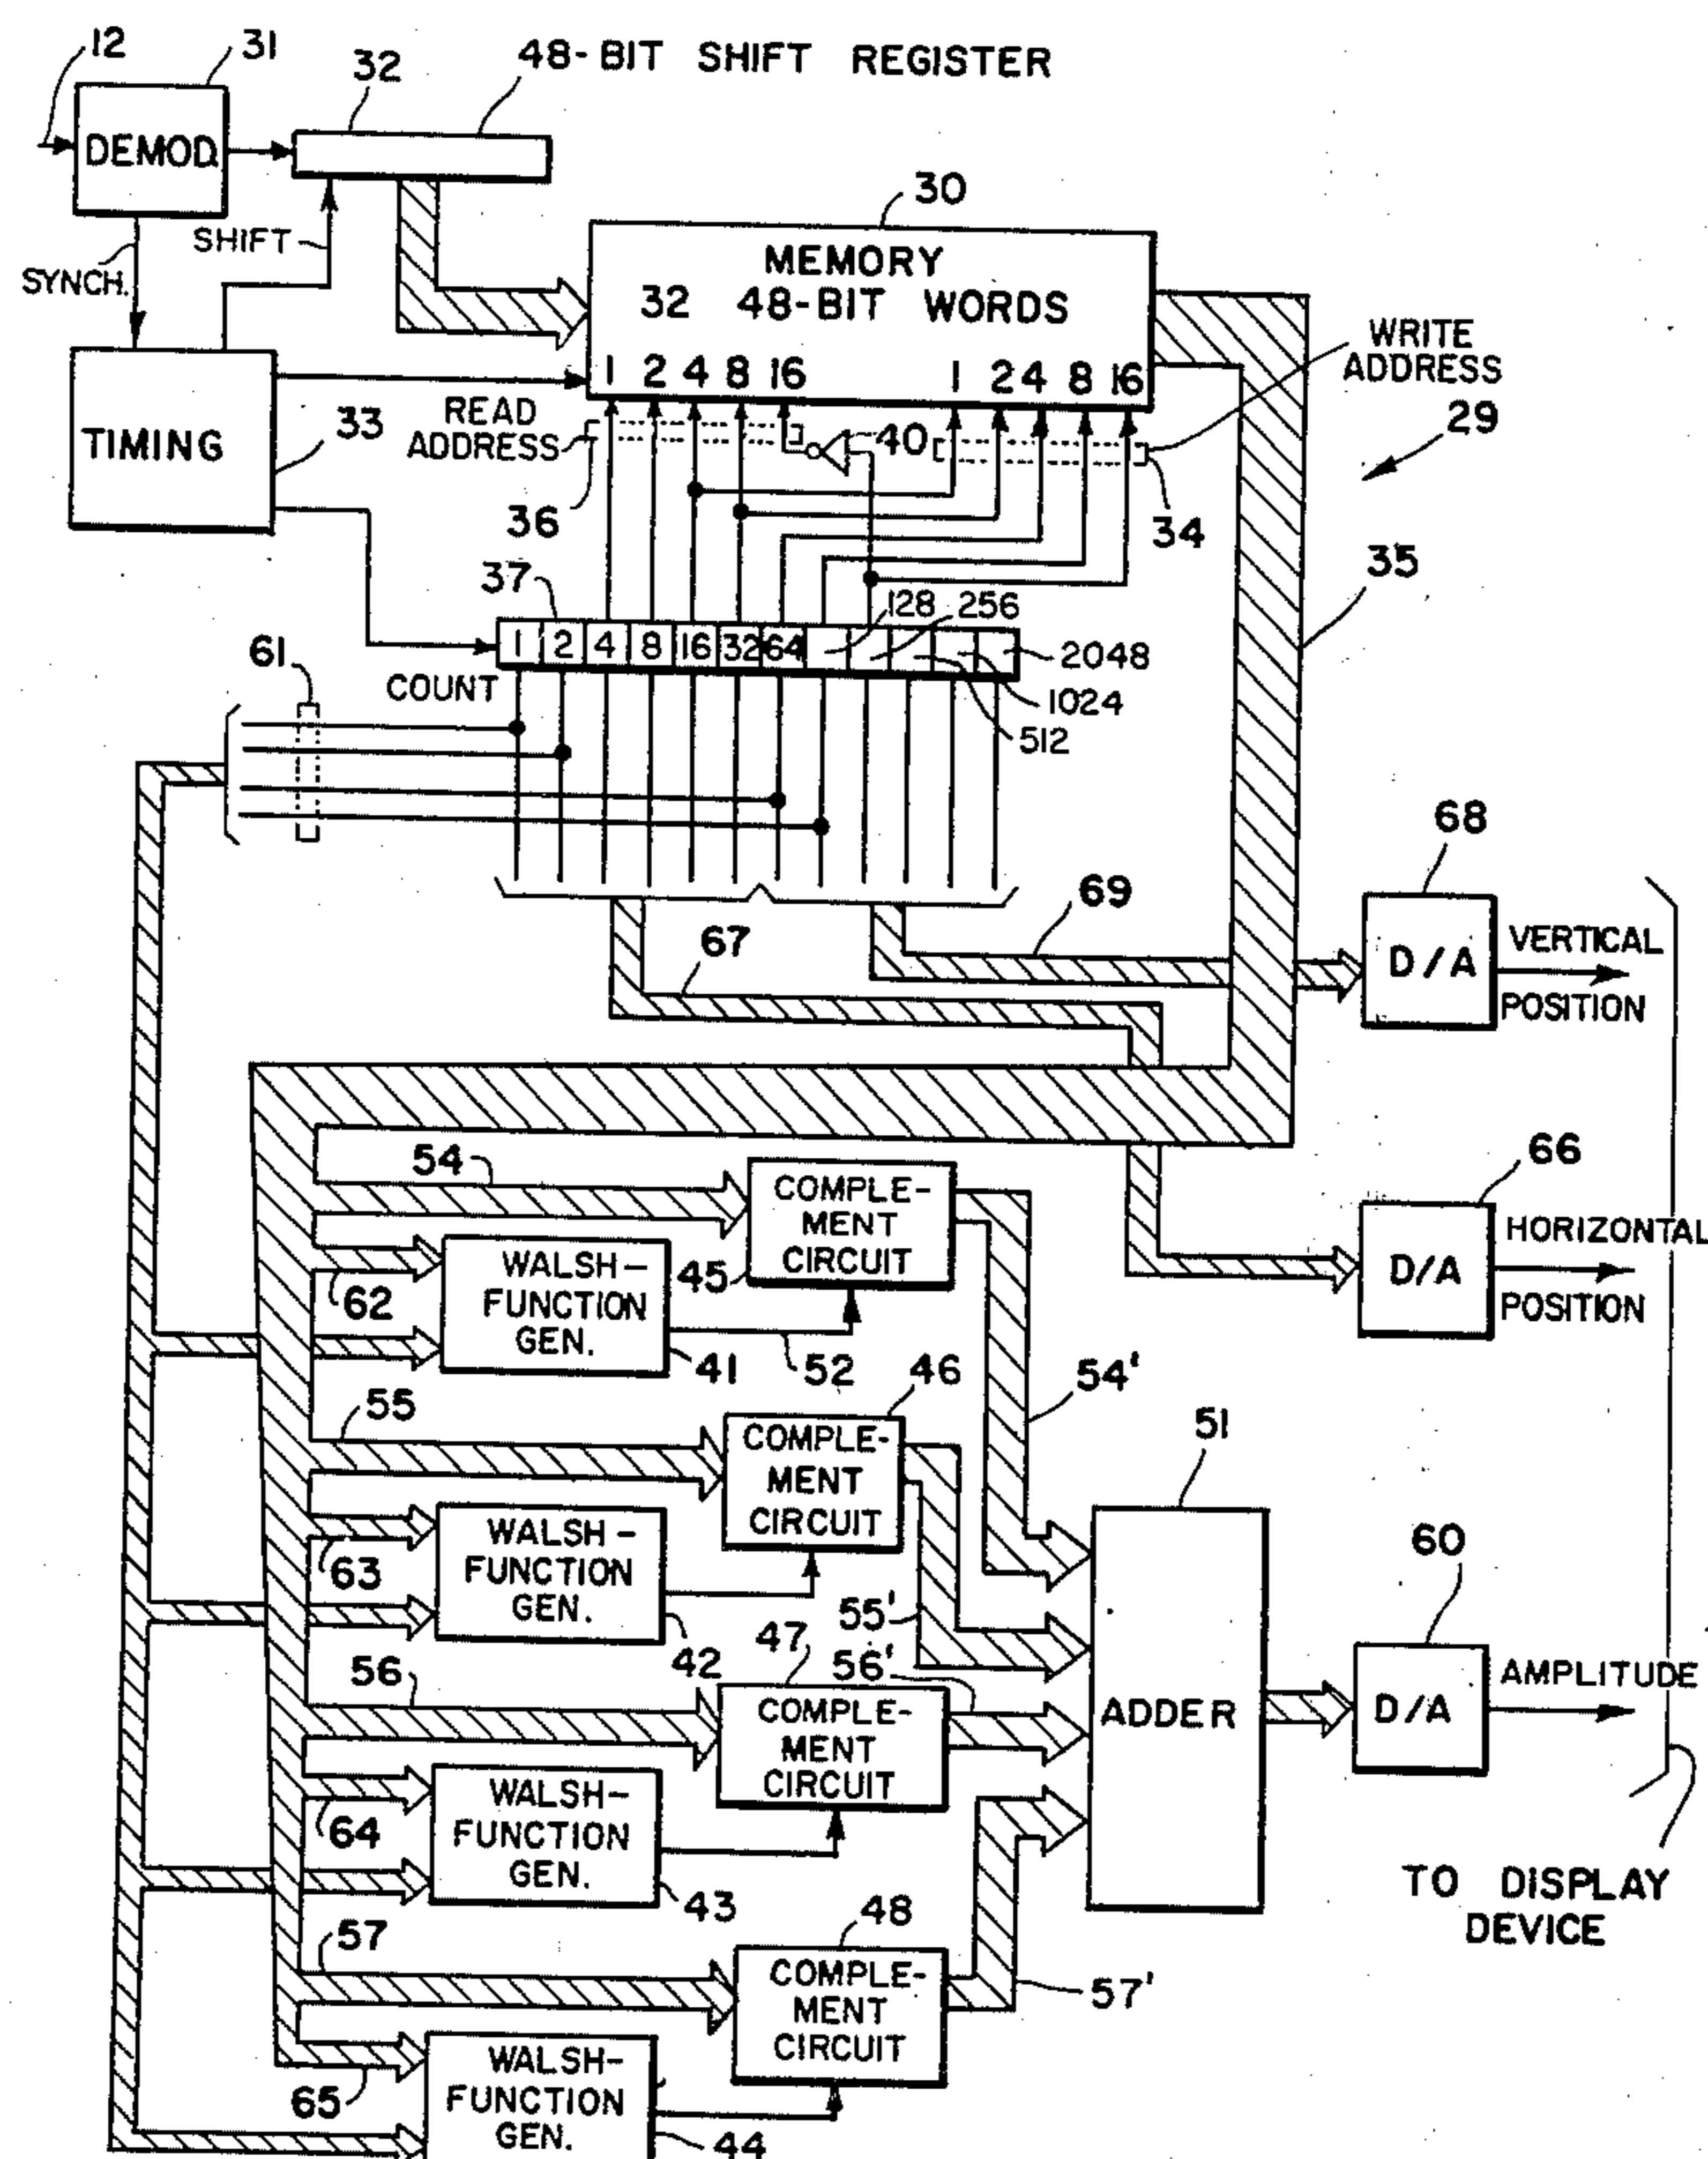 12
31
32
48-BIT SHIFT REGISTER
DEMOD.
SHIFT
SYNCH.
30
MEMORY
32 48-BIT WORDS
1 2 4 8 16
1 2 4 8 16
WRITE
ADDRESS
READ
ADDRESS
TIMING
33
40
29
36
34
35
37
1 2 4 8 16 32 64
128
256
2048
1024
512
COUNT
61
68
69
67
D/A
VERTICAL
POSITION
66
D/A
HORIZONTAL
POSITION
54
COMPLE-
MENT
CIRCUIT
45
WALSH-
FUNCTION
GEN.
62
41
52
54'
55
46
COMPLE-
MENT
CIRCUIT
51
WALSH-
FUNCTION
GEN.
63
42
55'
60
56
47
56'
COMPLE-
MENT
CIRCUIT
ADDER
D/A
AMPLITUDE
WALSH-
FUNCTION
GEN.
64
43
TO DISPLAY
DEVICE
57
48
COMPLE-
MENT
CIRCUIT
57'
WALSH-
FUNCTION
GEN.
65
44